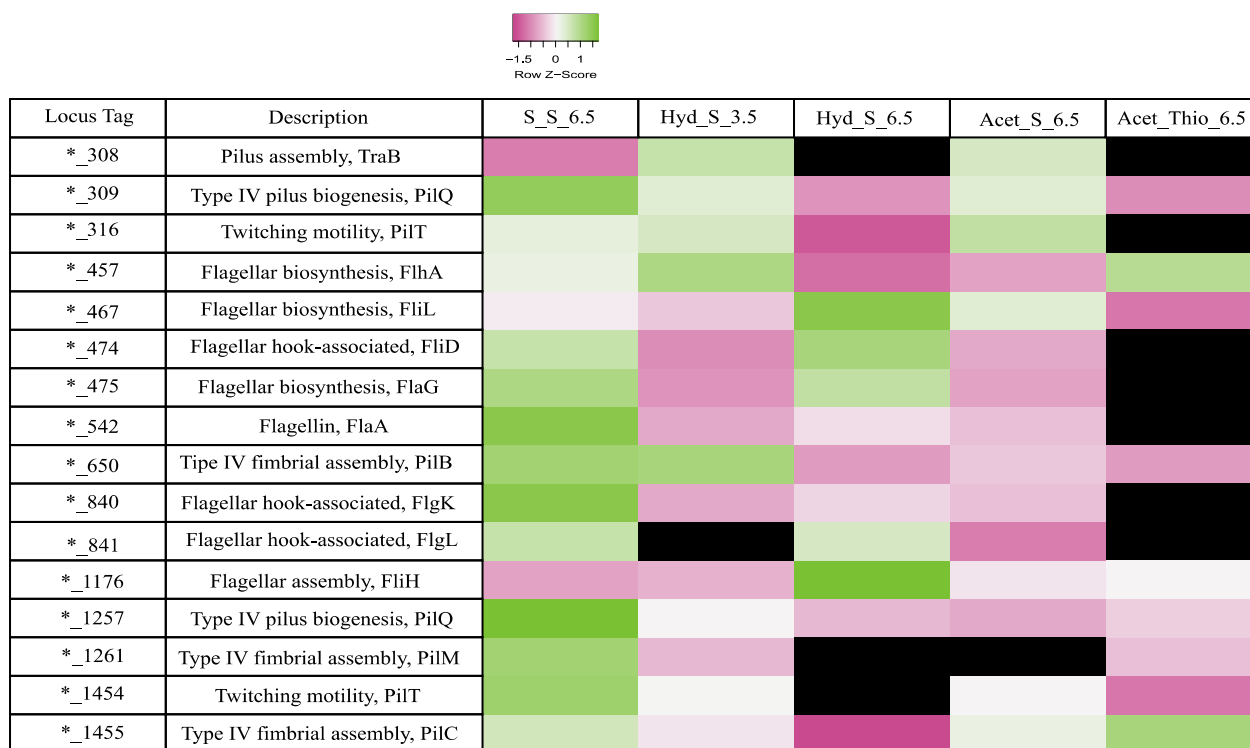 −1.5 0 1
Row Z−Score
Locus Tag Description S_S_6.5 Hyd_S_3.5 Hyd_S_6.5 Acet_S_6.5 Acet_Thio_6.5
*_308 Pilus assembly, TraB
*_309 Type IV pilus biogenesis, PilQ
*_316 Twitching motility, PilT
*_457 Flagellar biosynthesis, FlhA
*_467 Flagellar biosynthesis, FliL
*_474 Flagellar hook-associated, FliD
*_475 Flagellar biosynthesis, FlaG
*_542 Flagellin, FlaA
*_650 Tipe IV fimbrial assembly, PilB
*_840 Flagellar hook-associated, FlgK
*_841 Flagellar hook-associated, FlgL
*_1176 Flagellar assembly, FliH
*_1257 Type IV pilus biogenesis, PilQ
*_1261 Type IV fimbrial assembly, PilM
*_1454 Twitching motility, PilT
*_1455 Type IV fimbrial assembly, PilC